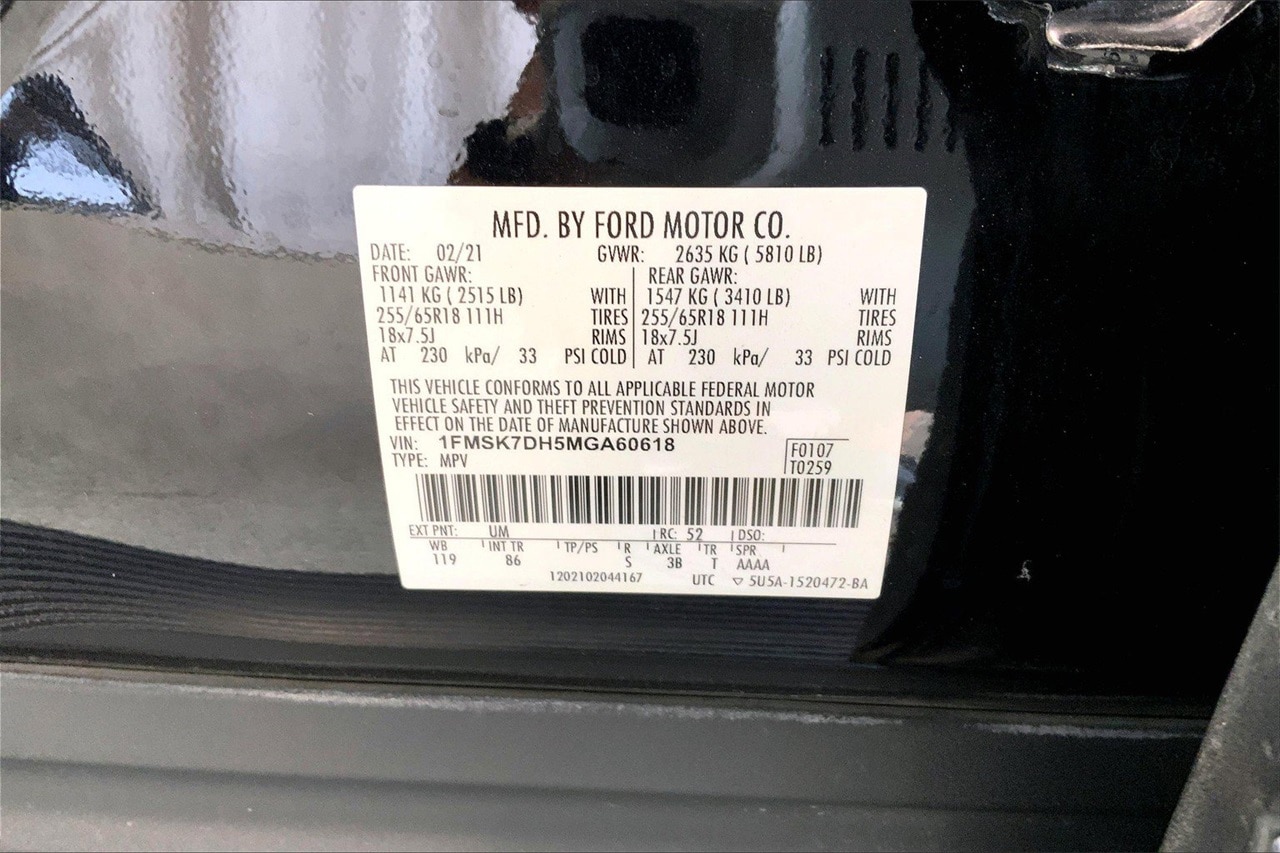 MFD. BY FORD MOTOR CO.
DATE: 02/21 GVWR: 2635 KG ( 5810 LB)
FRONT GAWR: REAR GAWR:
1141 KG ( 2515 LB) WITH 1547 KG ( 3410 LB) WITH
255/65R18 111H TIRES 255/65R18 111H TIRES
18x7.5J RIMS 18x7.5J RIMS
AT 230 kPa/ 33 PSI COLD AT 230 kPa/ 33 PSI COLD
THIS VEHICLE CONFORMS TO ALL APPLICABLE FEDERAL MOTOR
VEHICLE SAFETY AND THEFT PREVENTION STANDARDS IN
EFFECT ON THE DATE OF MANUFACTURE SHOWN ABOVE.
VIN: 1FMSK7DH5MGA60618 F0107
TYPE: MPV T0259
EXT PNT: UM RC: 52 DSO:
WB INT TR TP/PS R AXLE TR SPR
119 86 S 3B T AAAA
1202102044167 UTC ▽ 5U5A-1520472-BA